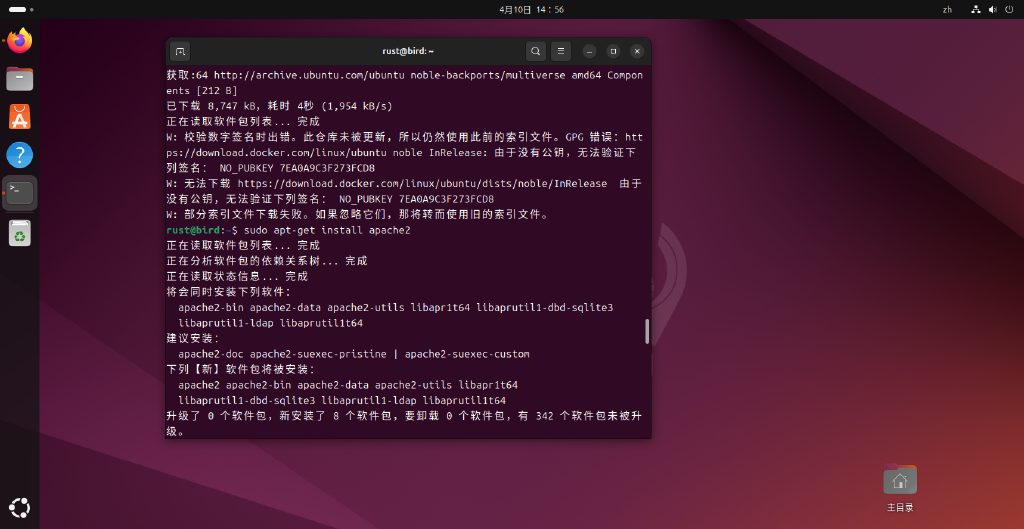 4月10日 14：56
zh
rust@bird: ~
获取:64 http://archive.ubuntu.com/ubuntu noble-backports/multiverse amd64 Compon
ents [212 B]
已下载 8,747 kB，耗时 4秒 (1,954 kB/s)
正在读取软件包列表... 完成
W: 校验数字签名时出错。此仓库未被更新，所以仍然使用此前的索引文件。GPG 错误：htt
ps://download.docker.com/linux/ubuntu noble InRelease: 由于没有公钥，无法验证下
列签名： NO_PUBKEY 7EA0A9C3F273FCD8
W: 无法下载 https://download.docker.com/linux/ubuntu/dists/noble/InRelease  由于
没有公钥，无法验证下列签名： NO_PUBKEY 7EA0A9C3F273FCD8
W: 部分索引文件下载失败。如果忽略它们，那将转而使用旧的索引文件。
rust@bird:~$ sudo apt-get install apache2
正在读取软件包列表... 完成
正在分析软件包的依赖关系树... 完成
正在读取状态信息... 完成
将会同时安装下列软件：
  apache2-bin apache2-data apache2-utils libapr1t64 libaprutil1-dbd-sqlite3
  libaprutil1-ldap libaprutil1t64
建议安装：
  apache2-doc apache2-suexec-pristine | apache2-suexec-custom
下列【新】软件包将被安装：
  apache2 apache2-bin apache2-data apache2-utils libapr1t64
  libaprutil1-dbd-sqlite3 libaprutil1-ldap libaprutil1t64
升级了 0 个软件包，新安装了 8 个软件包，要卸载 0 个软件包，有 342 个软件包未被升
级。
主目录